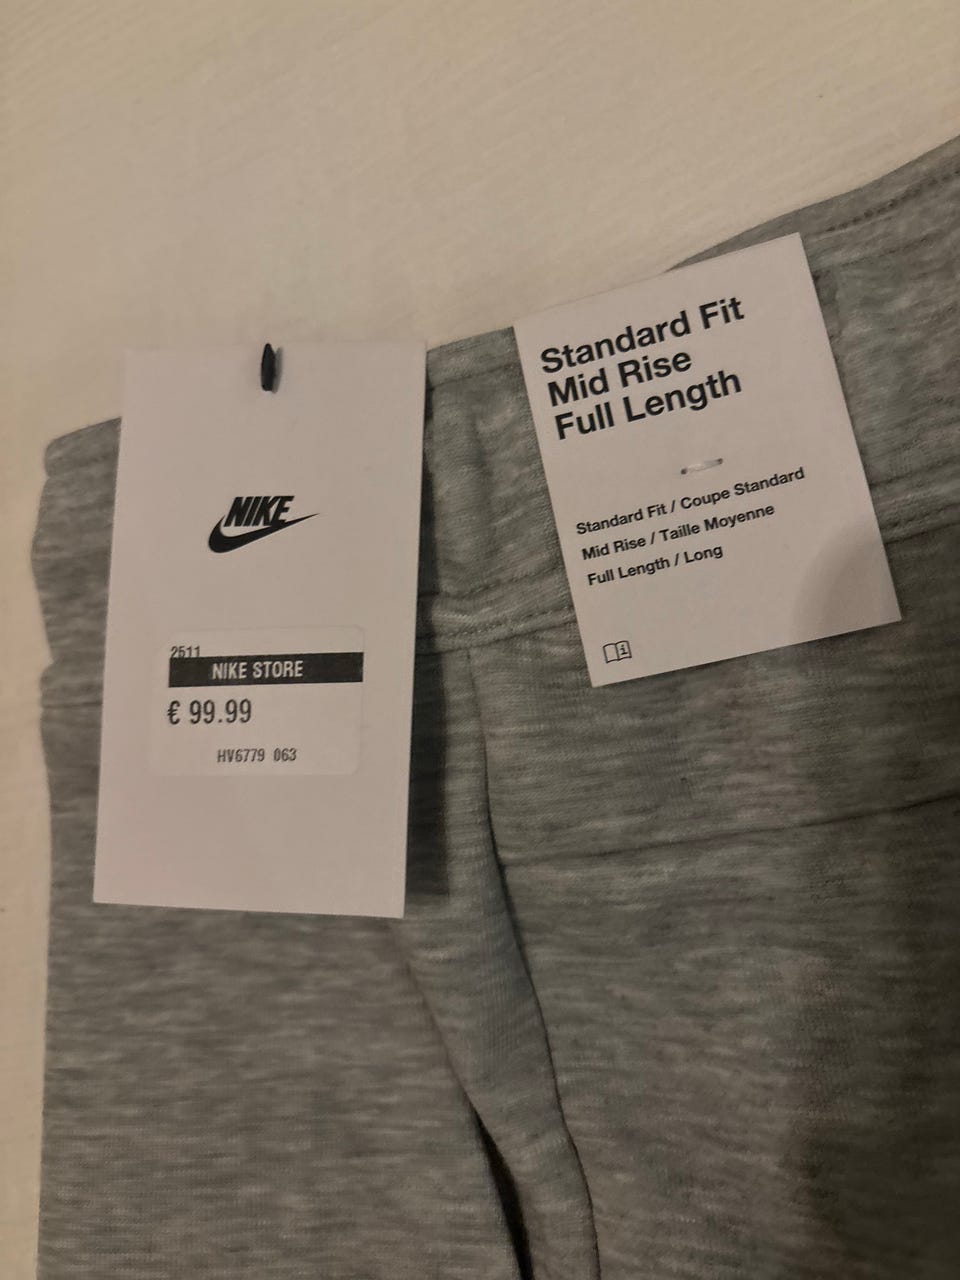 NIKE
2511
NIKE STORE
€ 99.99
HV6779 063
Standard Fit
Mid Rise
Full Length
Standard Fit / Coupe Standard
Mid Rise / Taille Moyenne
Full Length / Long
i